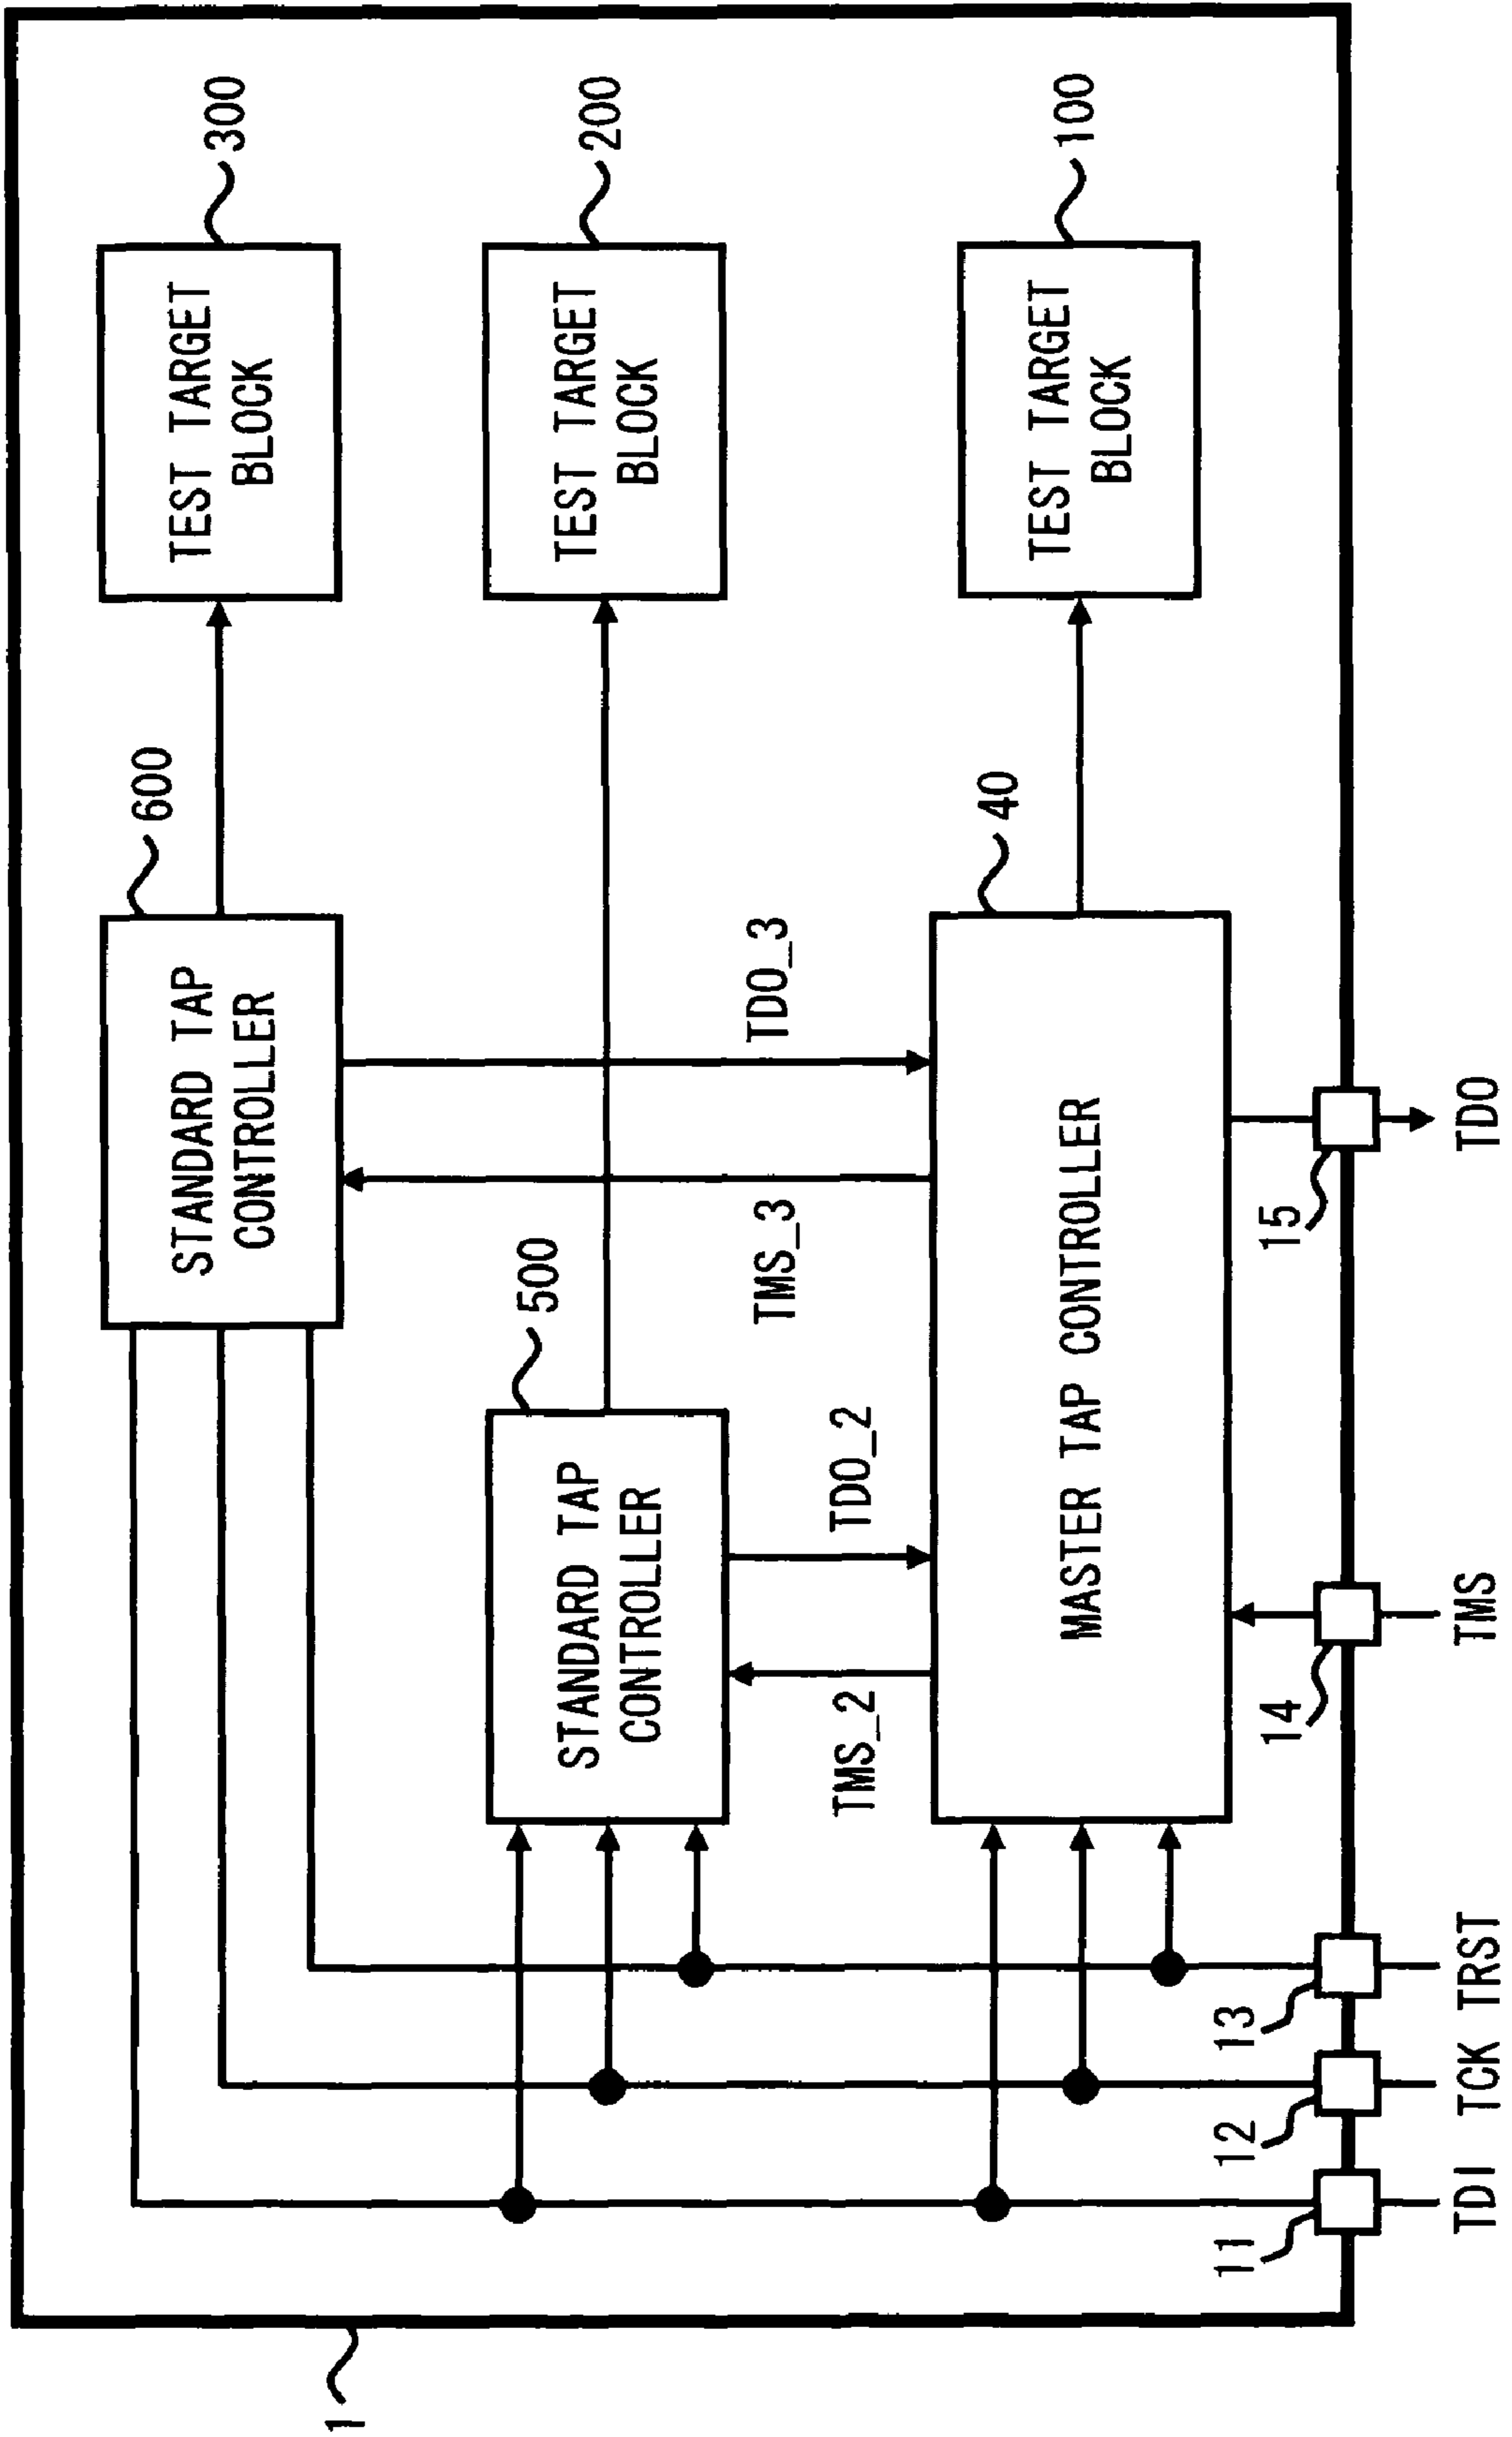 1
TEST TARGET
BLOCK
300
600
STANDARD TAP
CONTROLLER
TEST TARGET
BLOCK
200
500
STANDARD TAP
CONTROLLER
TDO_3
TMS_3
TDO_2
TMS_2
TEST TARGET
BLOCK
100
40
MASTER TAP CONTROLLER
11
12
13
14
15
TDI
TCK
TRST
TMS
TDO